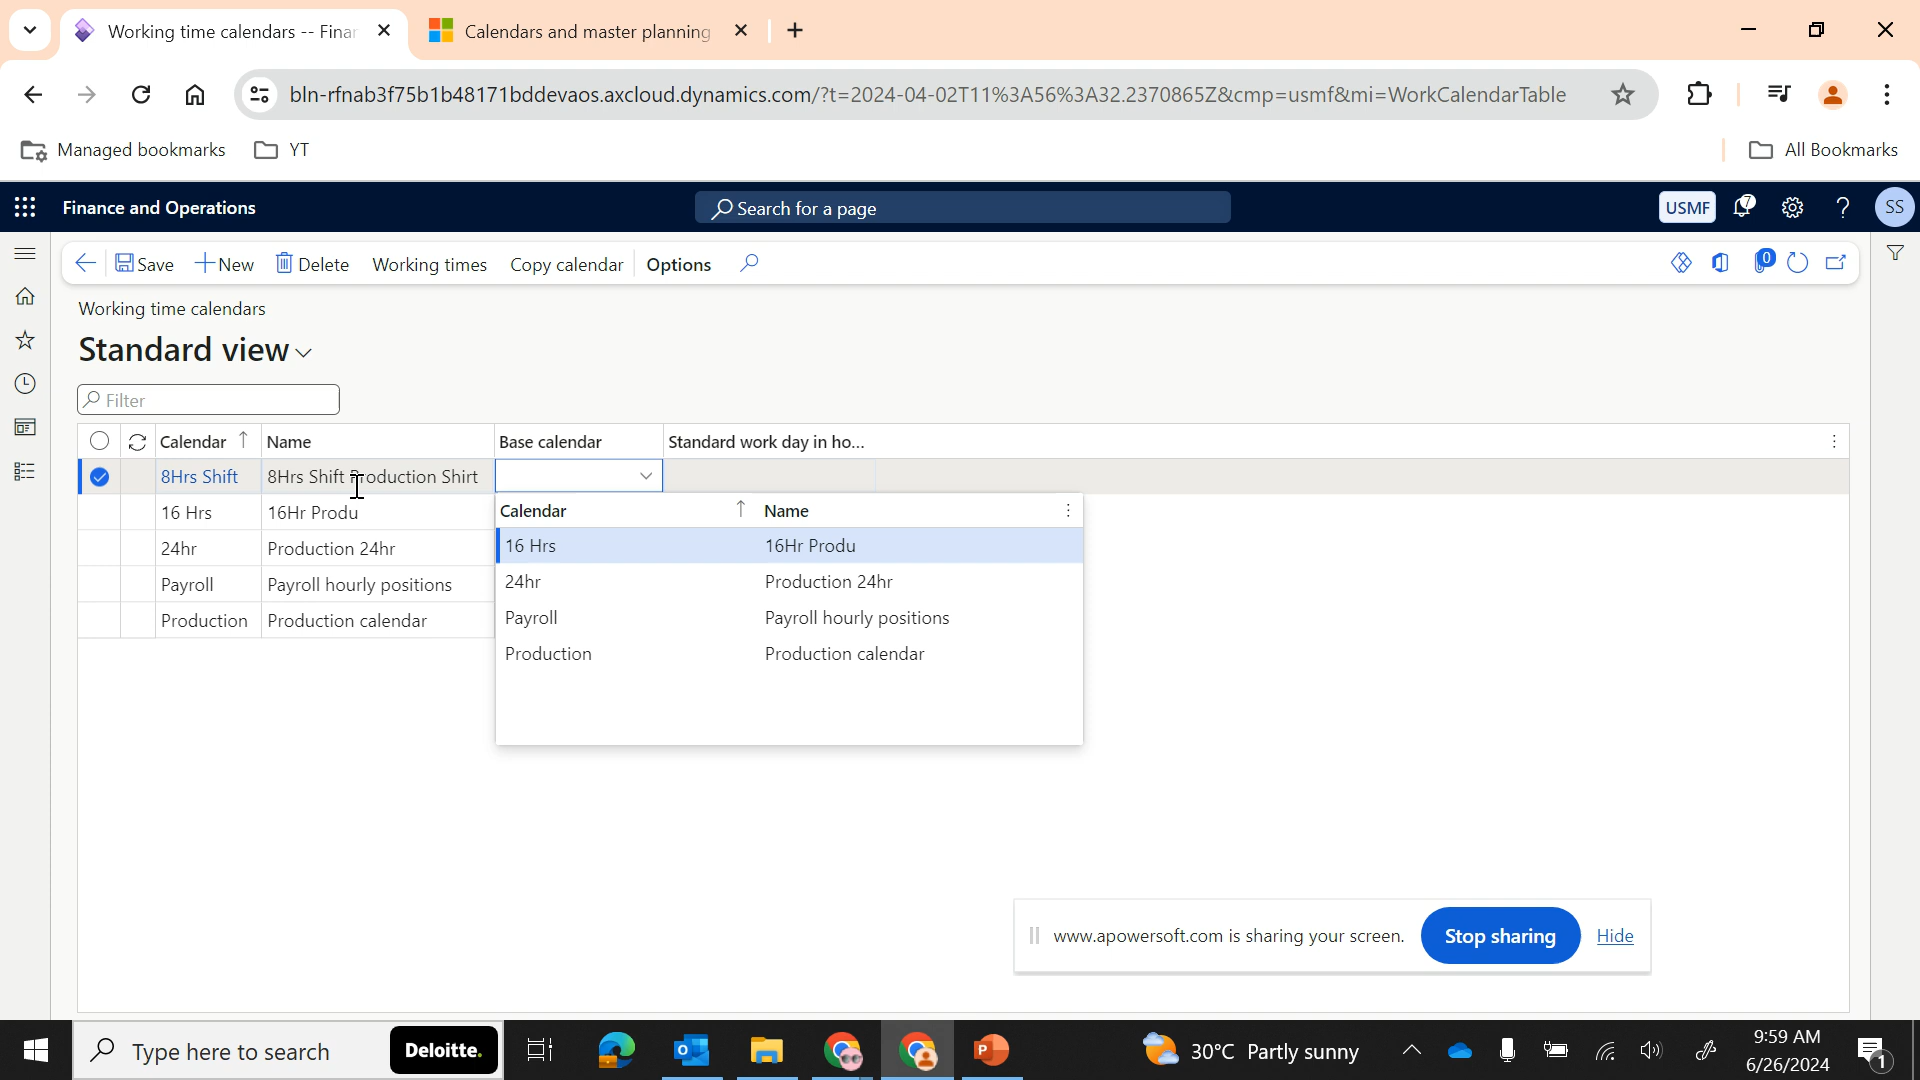 Working time calendars -- Finan
Calendars and master planning
bln-rfnab3f75b1b48171bddevaos.axcloud.dynamics.com/?t=2024-04-02T11%3A56%3A32.2370865Z&cmp=usmf&mi=WorkCalendarTable
Managed bookmarks YT All Bookmarks
Finance and Operations Search for a page USMF 7 ? SS
Save New Delete Working times Copy calendar Options 0
Working time calendars
Standard view
Filter
Calendar Name Base calendar Standard work day in ho...
8Hrs Shift 8Hrs Shift Production Shirt
16 Hrs 16Hr Produ
24hr Production 24hr
Payroll Payroll hourly positions
Production Production calendar
Calendar Name
16 Hrs 16Hr Produ
24hr Production 24hr
Payroll Payroll hourly positions
Production Production calendar
www.apowersoft.com is sharing your screen. Stop sharing Hide
Type here to search Deloitte. 30°C Partly sunny 9:59 AM
6/26/2024 1